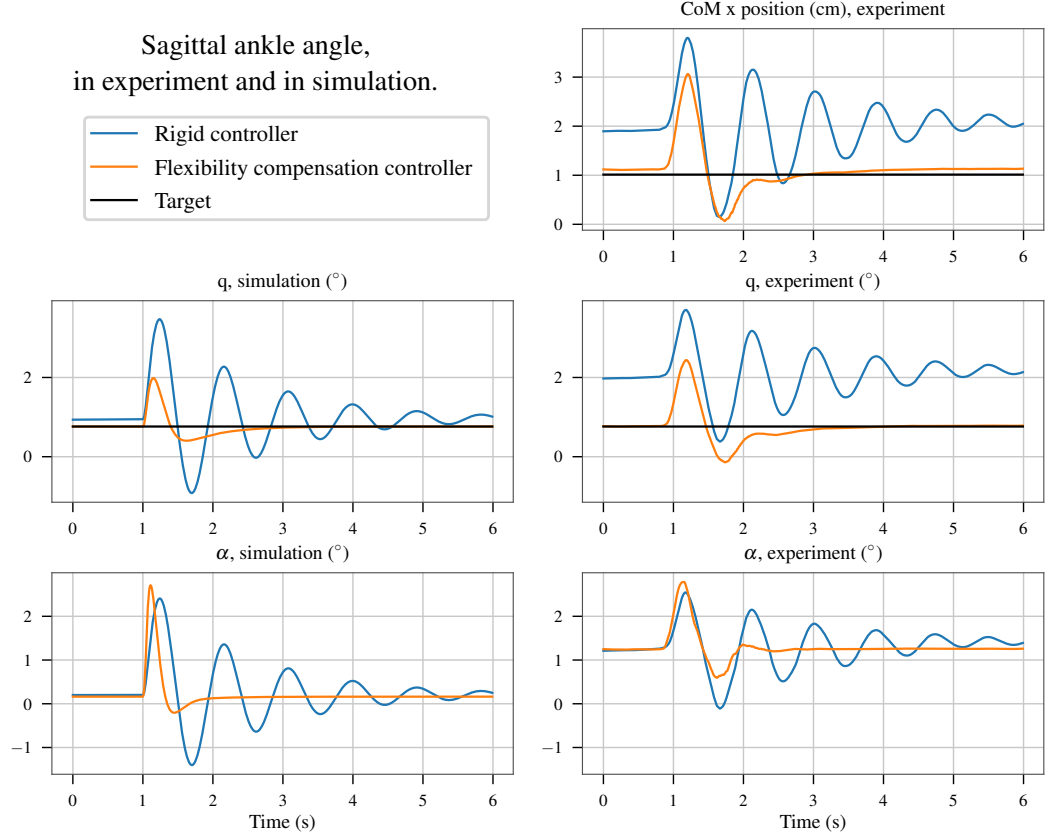 Sagittal ankle angle,
in experiment and in simulation.
Rigid controller
Flexibility compensation controller
Target
CoM x position (cm), experiment
3
2
1
0
0 1 2 3 4 5 6
q, simulation (°)
2
0
0 1 2 3 4 5 6
q, experiment (°)
2
0
0 1 2 3 4 5 6
α, simulation (°)
2
1
0
−1
0 1 2 3 4 5 6
Time (s)
α, experiment (°)
2
1
0
−1
0 1 2 3 4 5 6
Time (s)